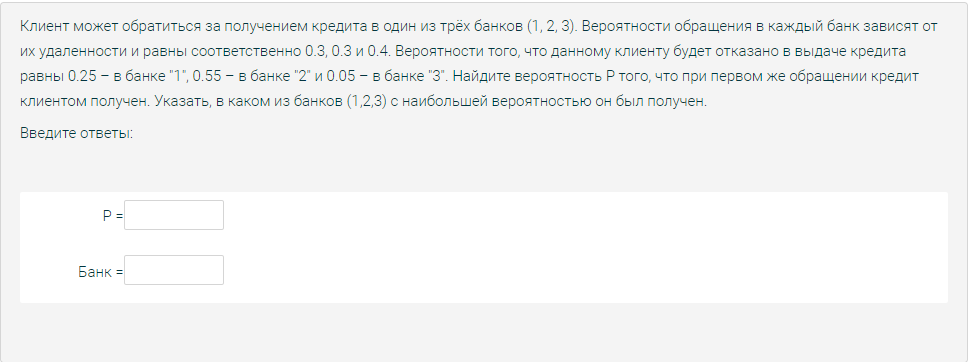 Клиент может обратиться за получением кредита в один из трёх банков (1, 2, 3). Вероятности обращения в каждый банк зависят от
их удаленности и равны соответственно 0.3, 0.3 и 0.4. Вероятности того, что данному клиенту будет отказано в выдаче кредита
равны 0.25 – в банке "1", 0.55 – в банке "2" и 0.05 – в банке "3". Найдите вероятность P того, что при первом же обращении кредит
клиентом получен. Указать, в каком из банков (1,2,3) с наибольшей вероятностью он был получен.
Введите ответы:
P =
Банк =